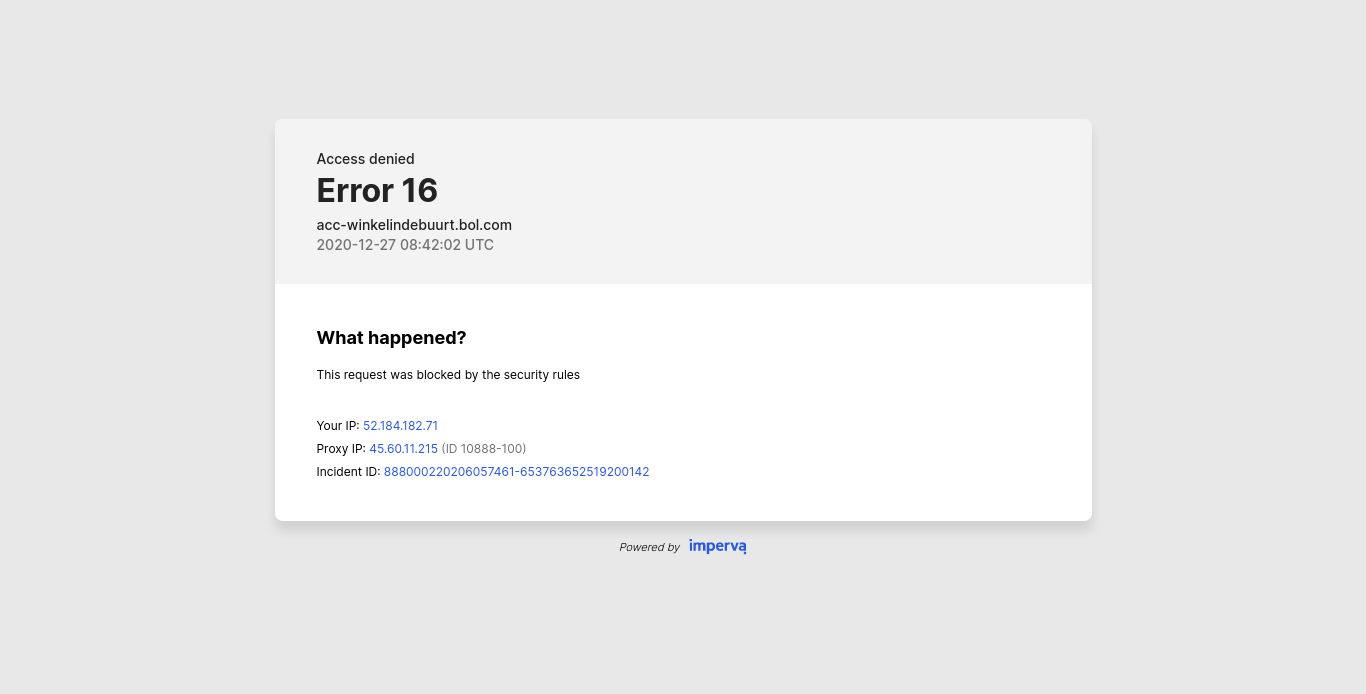 Access denied
Error 16
acc-winkelindebuurt.bol.com
2020-12-27 08:42:02 UTC
What happened?
This request was blocked by the security rules
Your IP: 52.184.182.71
Proxy IP: 45.60.11.215 (ID 10888-100)
Incident ID: 888000220206057461-653763652519200142
Powered by imperva